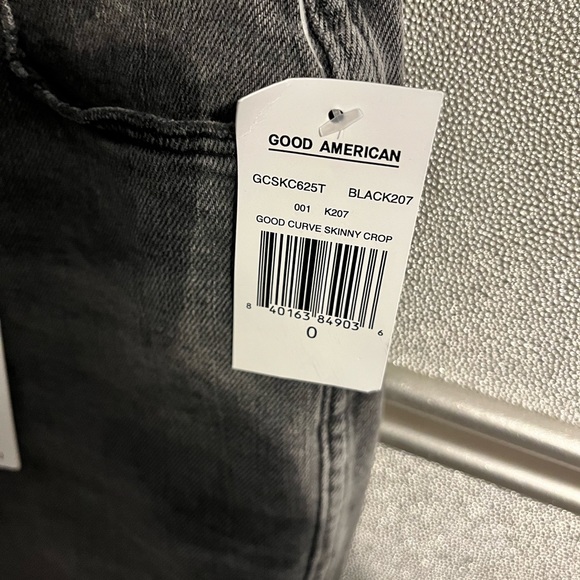 GOOD AMERICAN
GCSKC625T BLACK207
001 K207
GOOD CURVE SKINNY CROP
8 40163 84903 6
0